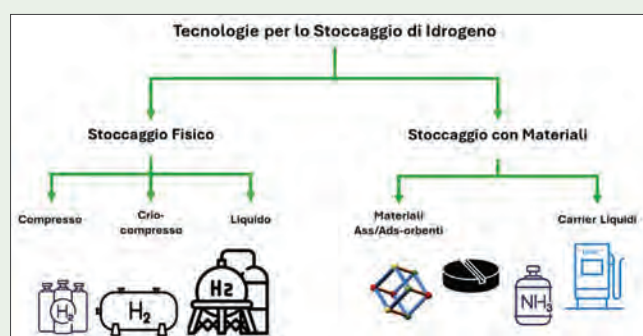 Tecnologie per lo Stoccaggio di Idrogeno
Stoccaggio Fisico
Stoccaggio con Materiali
Compresso
Crio-
compresso
Liquido
Materiali
Ass/Ads-orbenti
Carrier Liquidi
H₂
H₂
H2
NH₃